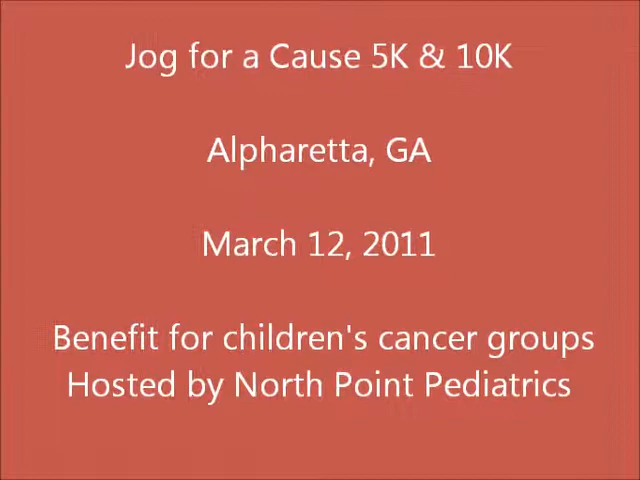 Jog for a Cause 5K & 10K
Alpharetta, GA
March 12, 2011
Benefit for children's cancer groups
Hosted by North Point Pediatrics